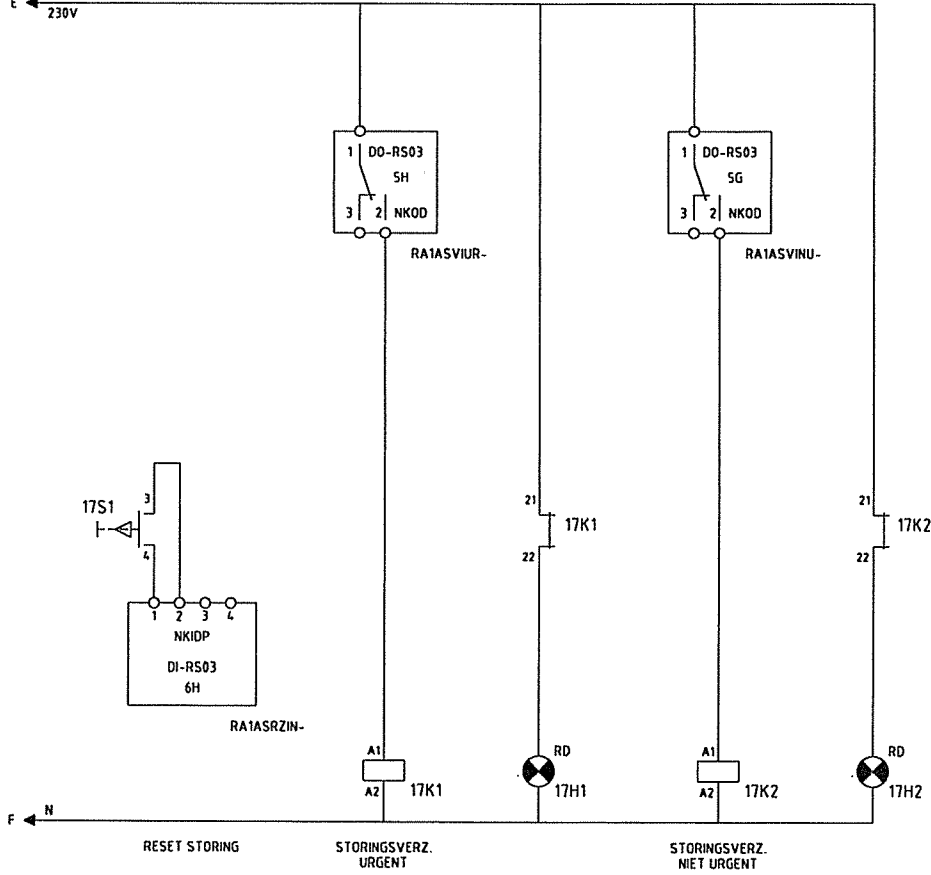 E
230V
1 DO-RS03
5H
3 2 NKOD
RA1ASVIUR-
1 DO-RS03
5G
3 2 NKOD
RA1ASVINU-
17S1
3
4
1 2 3 4
NKIDP
DI-RS03
6H
RA1ASRZIN-
21
17K1
22
21
17K2
22
A1
A2 17K1
RD
17H1
A1
A2 17K2
RD
17H2
F N
RESET STORING
STORINGSVERZ.
URGENT
STORINGSVERZ.
NIET URGENT